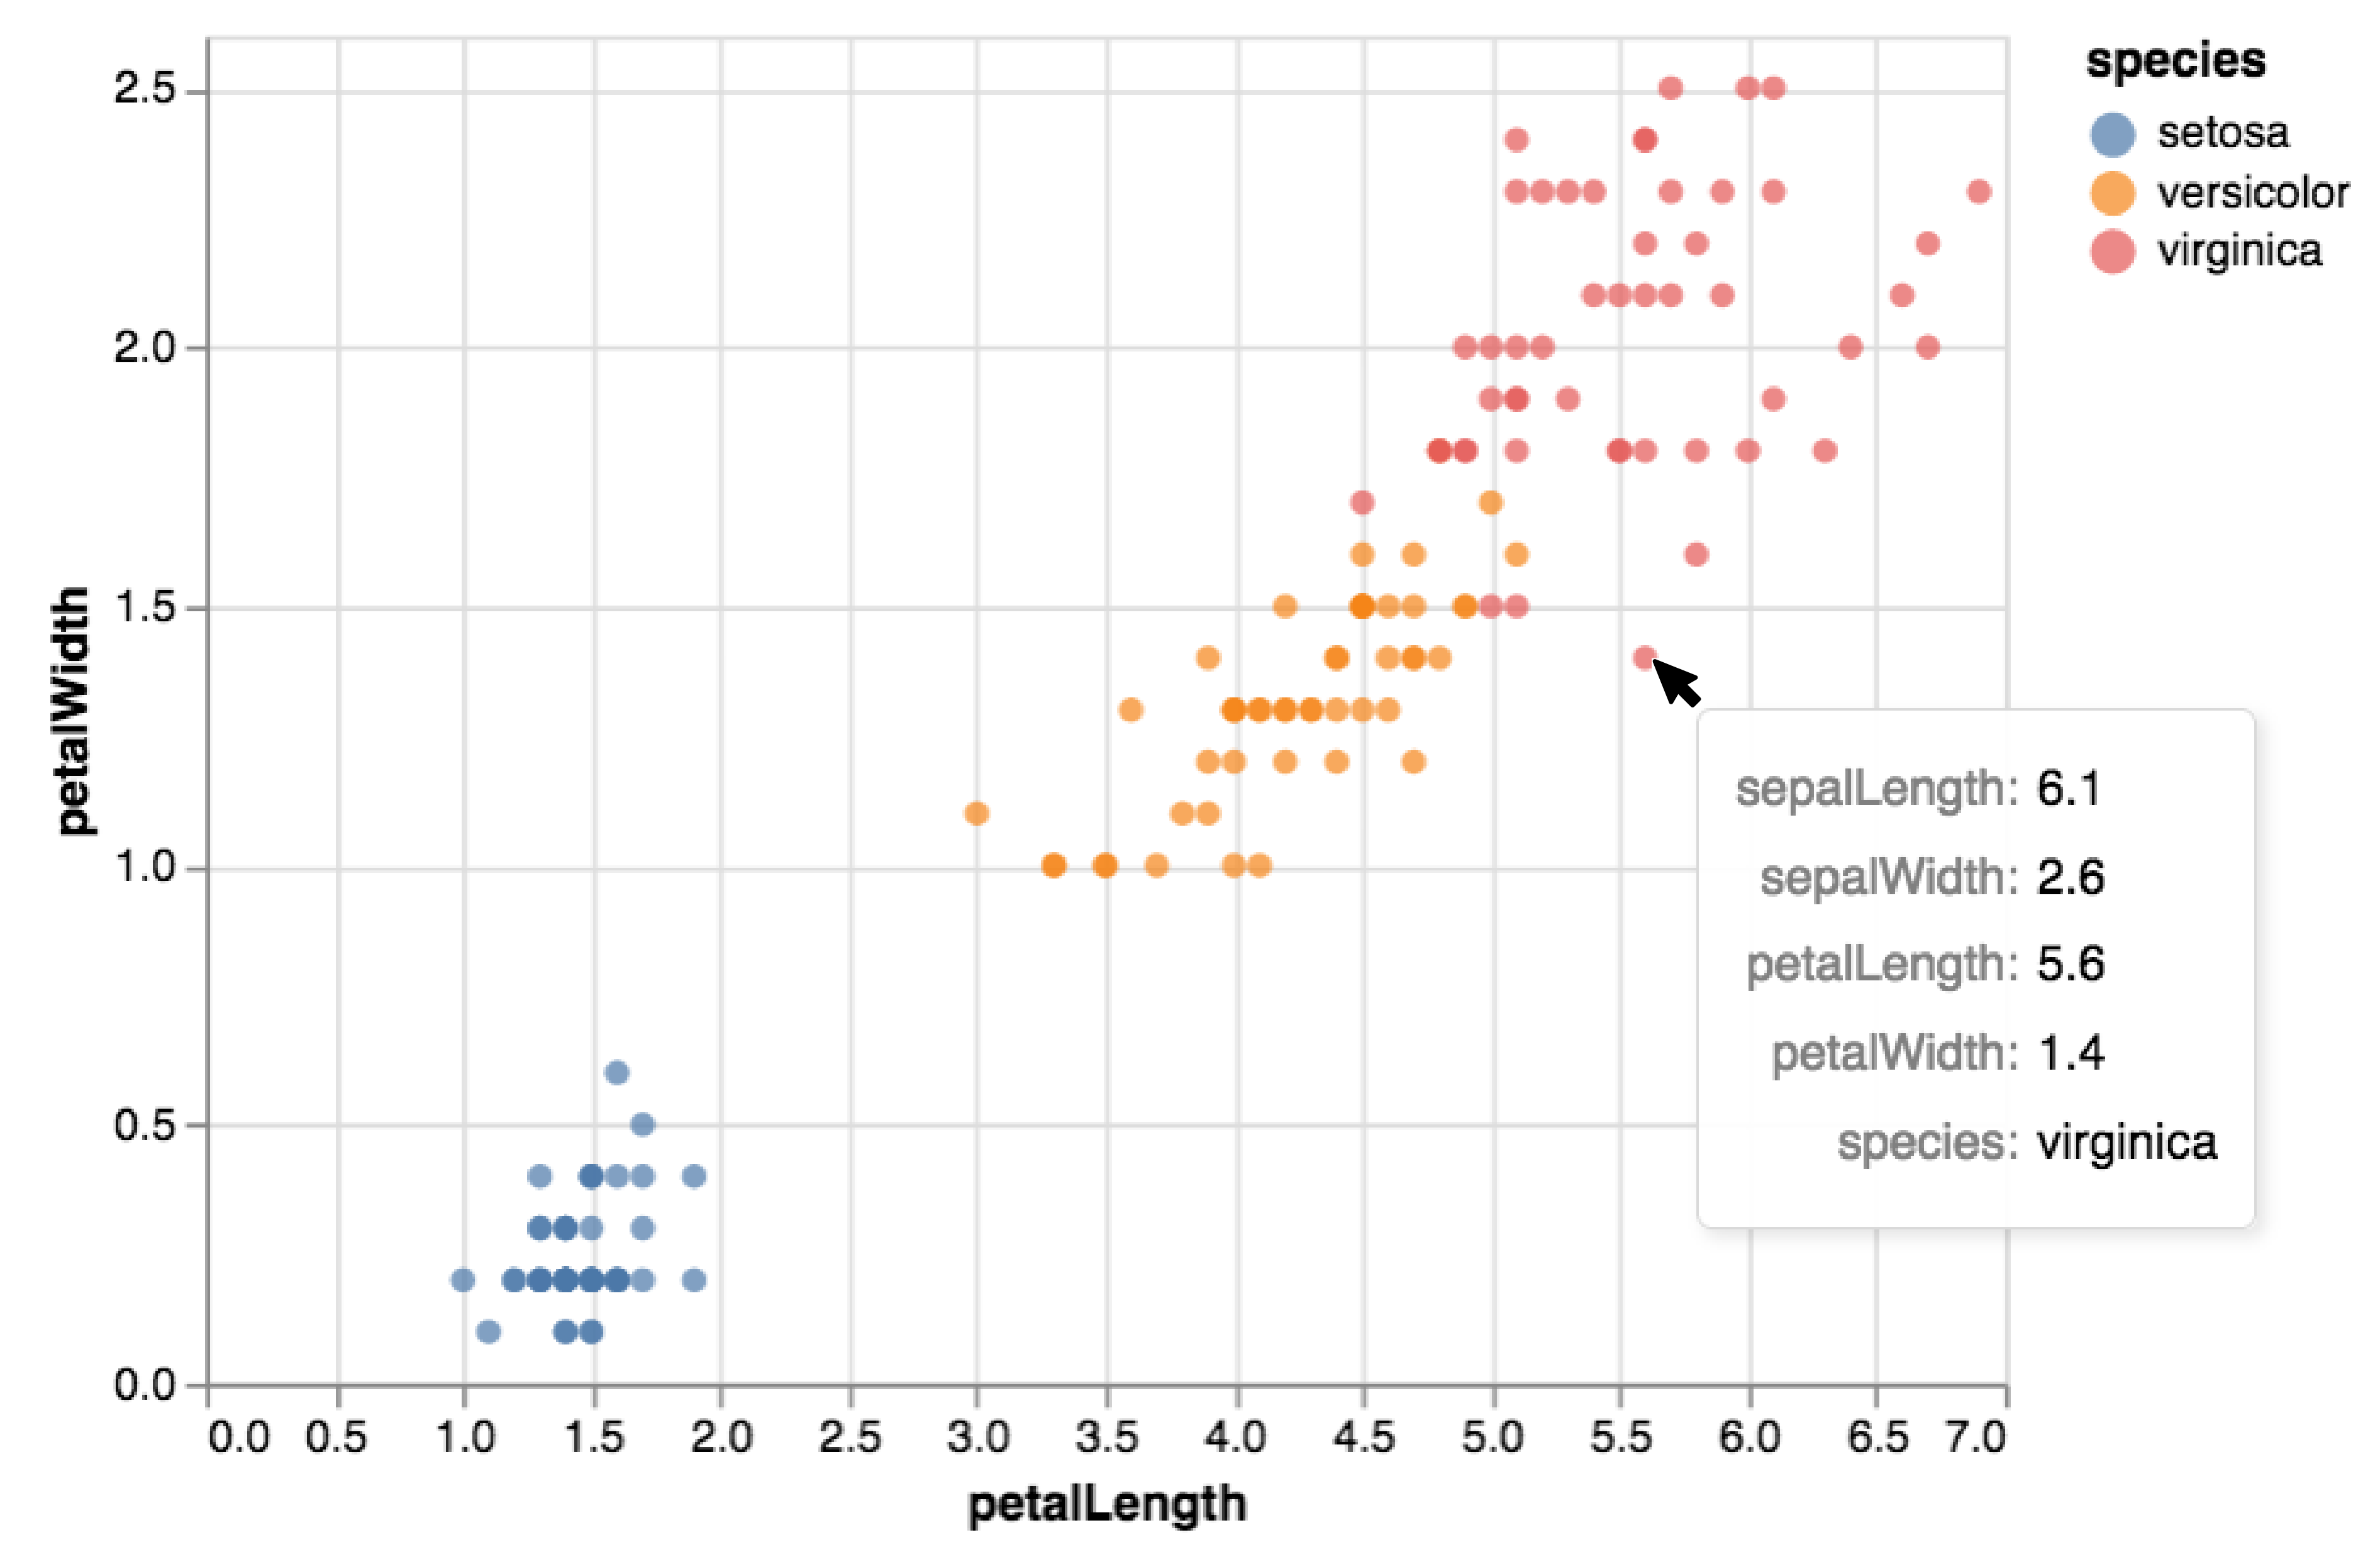 species
setosa
versicolor
virginica
petalWidth
2.5
2.0
1.5
1.0
0.5
0.0
sepalLength: 6.1
sepalWidth: 2.6
petalLength: 5.6
petalWidth: 1.4
species: virginica
0.0 0.5 1.0 1.5 2.0 2.5 3.0 3.5 4.0 4.5 5.0 5.5 6.0 6.5 7.0
petalLength